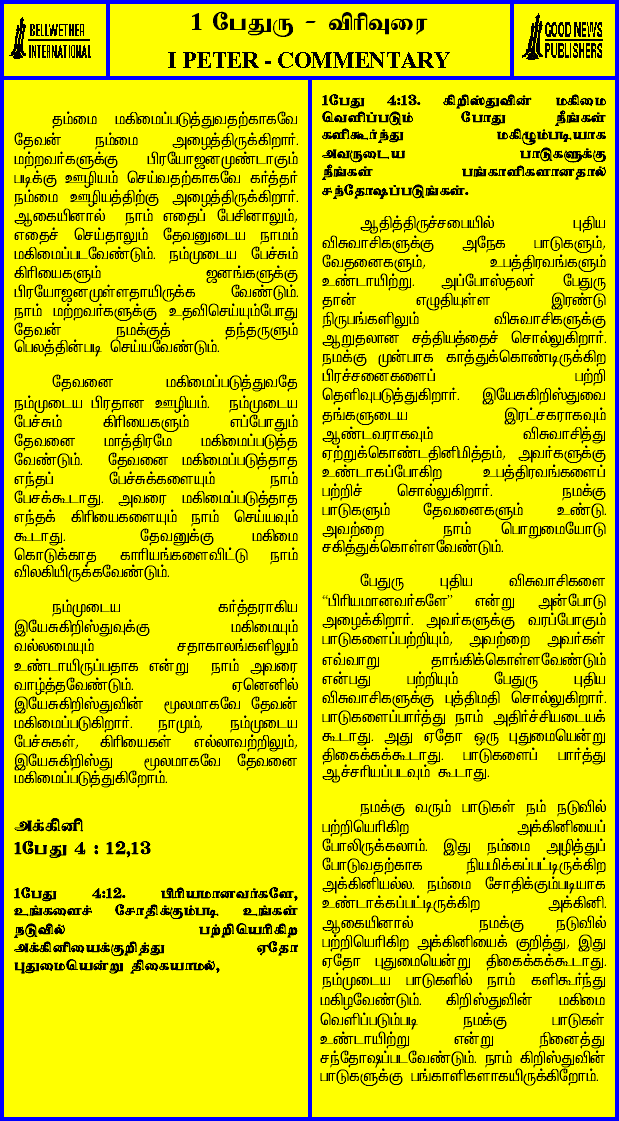 BELLWETHER
INTERNATIONAL
1 பேதுரு - விரிவுரை
I PETER - COMMENTARY
GOOD NEWS
PUBLISHERS
தம்மை மகிமைப்படுத்துவதற்காகவே
தேவன் நம்மை அழைத்திருக்கிறார்.
மற்றவர்களுக்கு பிரயோஜனமுண்டாகும்
படிக்கு ஊழியம் செய்வதற்காகவே கர்த்தர்
நம்மை ஊழியத்திற்கு அழைத்திருக்கிறார்.
ஆகையினால் நாம் எதைப் பேசினாலும்,
எதைச் செய்தாலும் தேவனுடைய நாமம்
மகிமைப்படவேண்டும். நம்முடைய பேச்சும்
கிரியைகளும் ஜனங்களுக்கு
பிரயோஜனமுள்ளதாயிருக்க வேண்டும்.
நாம் மற்றவர்களுக்கு உதவிசெய்யும்போது
தேவன் நமக்குத் தந்தருளும்
பெலத்தின்படி செய்யவேண்டும்.
தேவனை மகிமைப்படுத்துவதே
நம்முடைய பிரதான ஊழியம். நம்முடைய
பேச்சும் கிரியைகளும் எப்போதும்
தேவனை மாத்திரமே மகிமைப்படுத்த
வேண்டும். தேவனை மகிமைப்படுத்தாத
எந்தப் பேச்சுக்களையும் நாம்
பேசக்கூடாது. அவரை மகிமைப்படுத்தாத
எந்தக் கிரியைகளையும் நாம் செய்யவும்
கூடாது. தேவனுக்கு மகிமை
கொடுக்காத காரியங்களைவிட்டு நாம்
விலகியிருக்கவேண்டும்.
நம்முடைய கர்த்தராகிய
இயேசுகிறிஸ்துவுக்கு மகிமையும்
வல்லமையும் சதாகாலங்களிலும்
உண்டாயிருப்பதாக என்று நாம் அவரை
வாழ்த்தவேண்டும். ஏனெனில்
இயேசுகிறிஸ்துவின் மூலமாகவே தேவன்
மகிமைப்படுகிறார். நாமும், நம்முடைய
பேச்சுகள், கிரியைகள் எல்லாவற்றிலும்,
இயேசுகிறிஸ்து மூலமாகவே தேவனை
மகிமைப்படுத்துகிறோம்.
அக்கினி
1பேது 4 : 12,13
1பேது 4:12. பிரியமானவர்களே,
உங்களைச் சோதிக்கும்படி உங்கள்
நடுவில் பற்றியெரிகிற
அக்கினியைக்குறித்து ஏதோ
புதுமையென்று திகையாமல்,
1பேது 4:13. கிறிஸ்துவின் மகிமை
வெளிப்படும் போது நீங்கள்
களிகூர்ந்து மகிழும்படியாக
அவருடைய பாடுகளுக்கு
நீங்கள் பங்காளிகளானதால்
சந்தோஷப்படுங்கள்.
ஆதித்திருச்சபையில் புதிய
விசுவாசிகளுக்கு அநேக பாடுகளும்,
வேதனைகளும், உபத்திரவங்களும்
உண்டாயிற்று. அப்போஸ்தலர் பேதுரு
தான் எழுதியுள்ள இரண்டு
நிருபங்களிலும் விசுவாசிகளுக்கு
ஆறுதலான சத்தியத்தைச் சொல்லுகிறார்.
நமக்கு முன்பாக காத்துக்கொண்டிருக்கிற
பிரச்சனைகளைப் பற்றி
தெளிவுபடுத்துகிறார். இயேசுகிறிஸ்துவை
தங்களுடைய இரட்சகராகவும்
ஆண்டவராகவும் விசுவாசித்து
ஏற்றுக்கொண்டதினிமித்தம், அவர்களுக்கு
உண்டாகப்போகிற உபத்திரவங்களைப்
பற்றிச் சொல்லுகிறார். நமக்கு
பாடுகளும் தேவனைகளும் உண்டு.
அவற்றை நாம் பொறுமையோடு
சகித்துக்கொள்ளவேண்டும்.
பேதுரு புதிய விசுவாசிகளை
“பிரியமானவர்களே” என்று அன்போடு
அழைக்கிறார். அவர்களுக்கு வரப்போகும்
பாடுகளைப்பற்றியும், அவற்றை அவர்கள்
எவ்வாறு தாங்கிக்கொள்ளவேண்டும்
என்பது பற்றியும் பேதுரு புதிய
விசுவாசிகளுக்கு புத்திமதி சொல்லுகிறார்.
பாடுகளைப்பார்த்து நாம் அதிர்ச்சியடையக்
கூடாது. அது ஏதோ ஒரு புதுமையென்று
திகைக்கக்கூடாது. பாடுகளைப் பார்த்து
ஆச்சரியப்படவும் கூடாது.
நமக்கு வரும் பாடுகள் நம் நடுவில்
பற்றியெரிகிற அக்கினியைப்
போலிருக்கலாம். இது நம்மை அழித்துப்
போடுவதற்காக நியமிக்கப்பட்டிருக்கிற
அக்கினியல்ல. நம்மை சோதிக்கும்படியாக
உண்டாக்கப்பட்டிருக்கிற அக்கினி.
ஆகையினால் நமக்கு நடுவில்
பற்றியெரிகிற அக்கினியைக் குறித்து, இது
ஏதோ புதுமையென்று திகைக்கக்கூடாது.
நம்முடைய பாடுகளில் நாம் களிகூர்ந்து
மகிழவேண்டும். கிறிஸ்துவின் மகிமை
வெளிப்படும்படி நமக்கு பாடுகள்
உண்டாயிற்று என்று நினைத்து
சந்தோஷப்படவேண்டும். நாம் கிறிஸ்துவின்
பாடுகளுக்கு பங்காளிகளாகயிருக்கிறோம்.